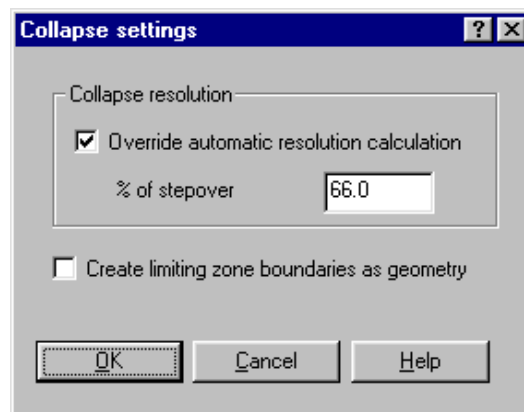 Collapse settings
Collapse resolution
Override automatic resolution calculation
% of stepover 66.0
Create limiting zone boundaries as geometry
OK Cancel Help